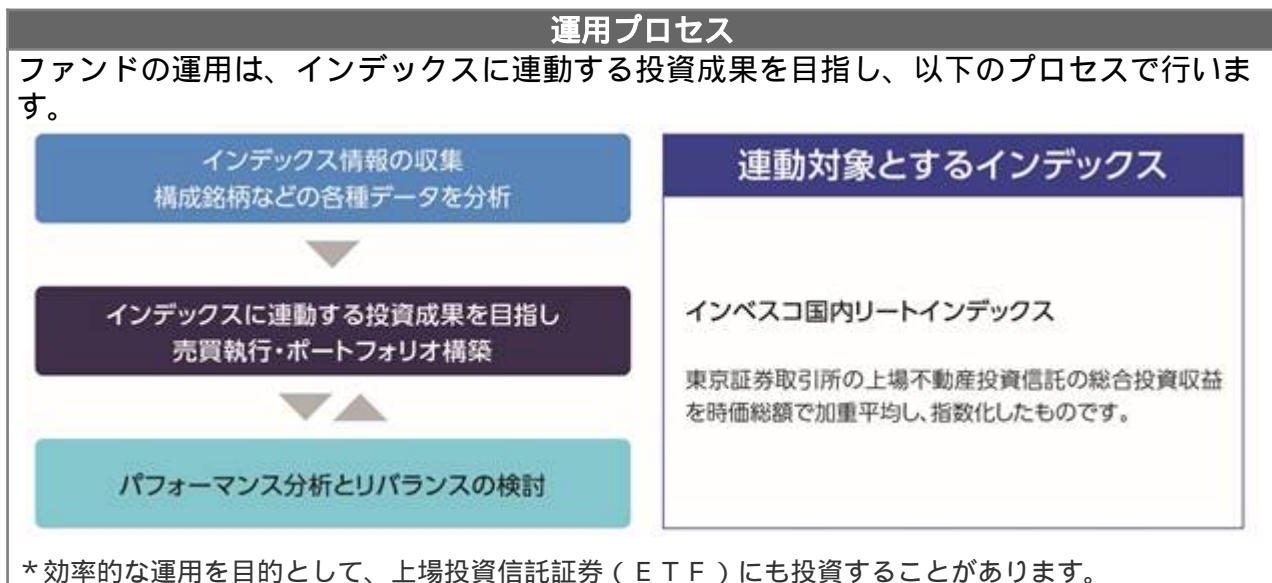 運用プロセス
ファンドの運用は、インデックスに連動する投資成果を目指し、以下のプロセスで行いま
す。
インデックス情報の収集
構成銘柄などの各種データを分析
インデックスに連動する投資成果を目指し
売買執行・ポートフォリオ構築
パフォーマンス分析とリバランスの検討
連動対象とするインデックス
インベスコ国内リートインデックス
東京証券取引所の上場不動産投資信託の総合投資収益
を時価総額で加重平均し、指数化したものです。
*効率的な運用を目的として、上場投資信託証券（ＥＴＦ）にも投資することがあります。